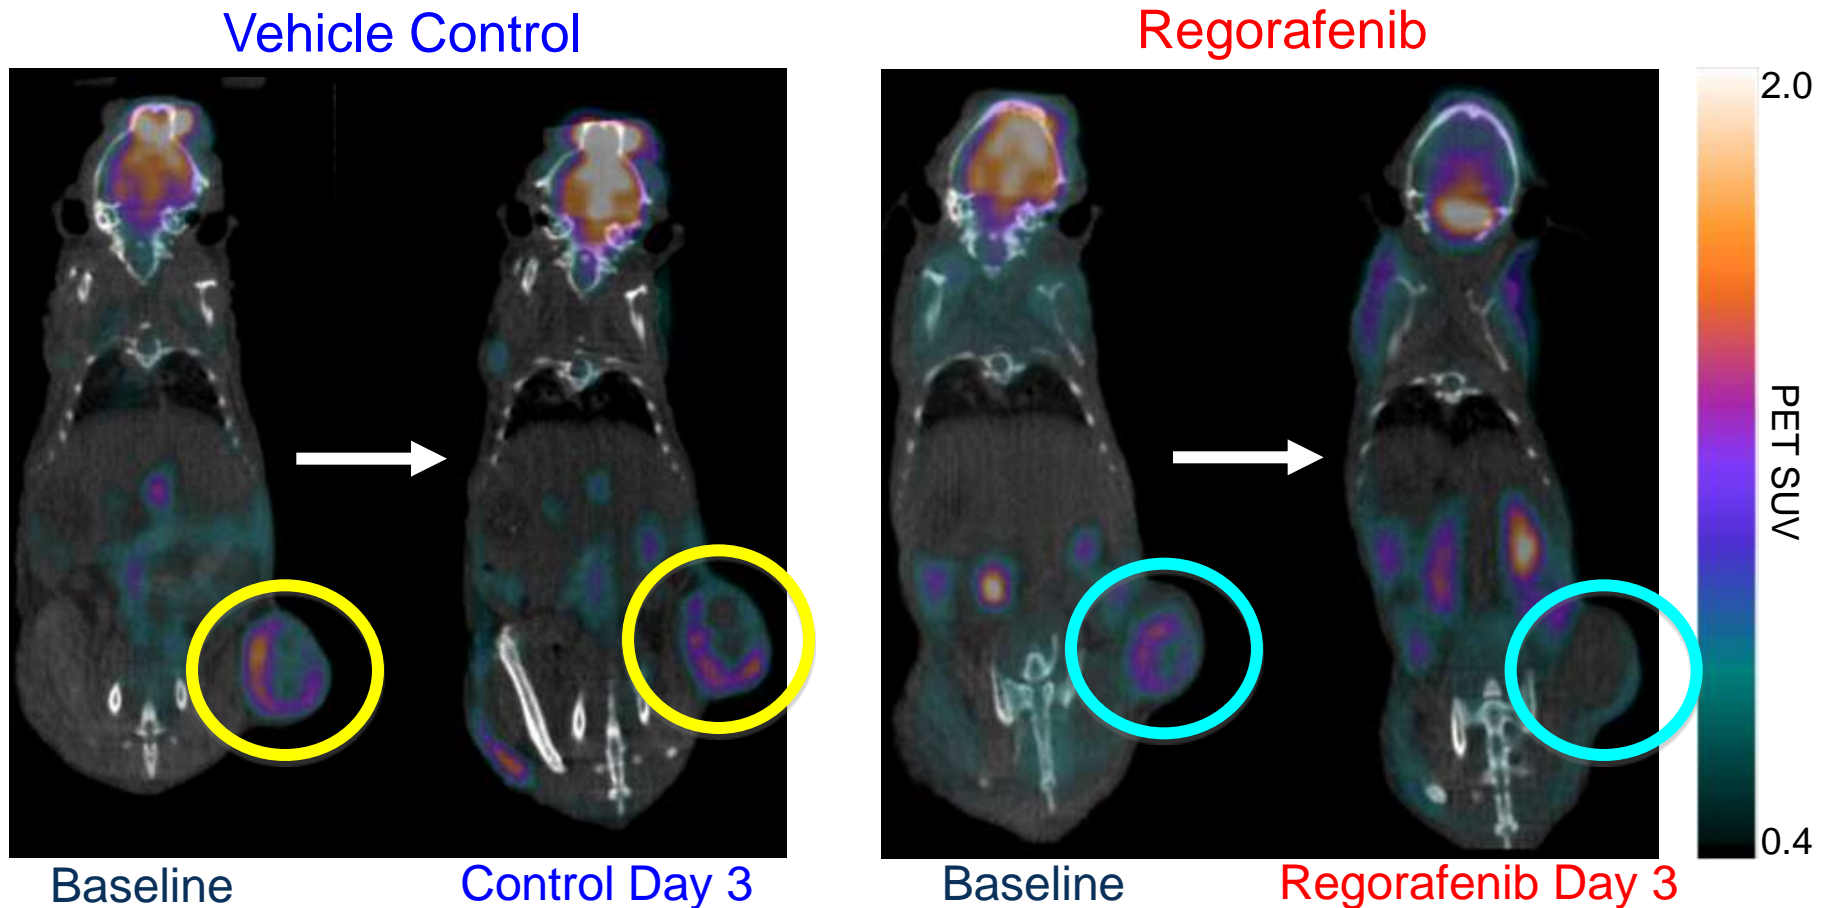 Vehicle Control
Regorafenib
2.0
PET SUV
0.4
Baseline
Control Day 3
Baseline
Regorafenib Day 3